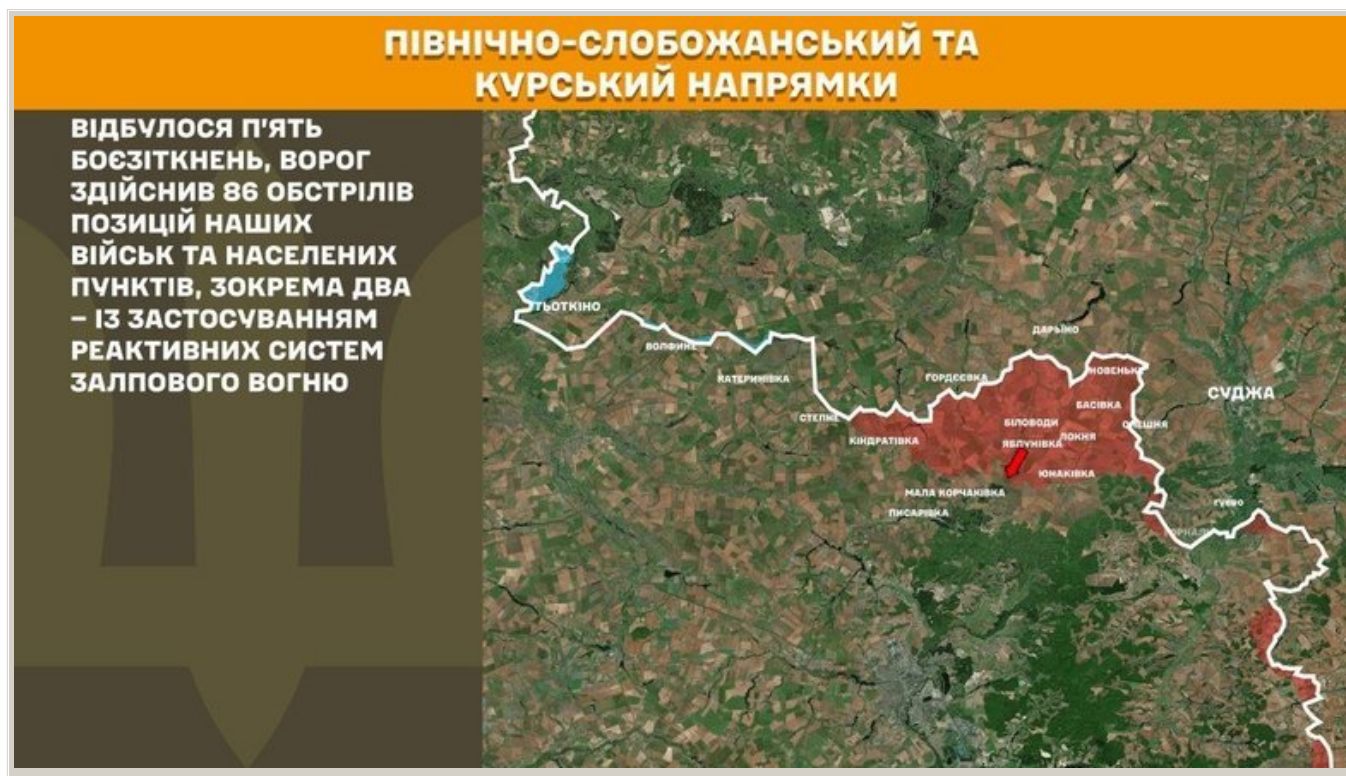 ПІВНІЧНО-СЛОБОЖАНСЬКИЙ ТА
КУРСЬКИЙ НАПРЯМКИ
ВІДБУЛОСЯ П'ЯТЬ
БОЄЗІТКНЕНЬ, ВОРОГ
ЗДІЙСНИВ 86 ОБСТРІЛІВ
ПОЗИЦІЙ НАШИХ
ВІЙСЬК ТА НАСЕЛЕНИХ
ПУНКТІВ, ЗОКРЕМА ДВА
– ІЗ ЗАСТОСУВАННЯМ
РЕАКТИВНИХ СИСТЕМ
ЗАЛПОВОГО ВОГНЮ
ТЬОТКІНО
ВОЛФИНЕ
КАТЕРИНІВКА
СТЕПНЕ
КІНДРАТІВКА
ГОРДЄЄВКА
ДАРЬЇНО
НОВЕНЬКЕ
БАСІВКА
СУДЖА
БІЛОВОДИ
ЛОКНЯ
ОЛЕШНЯ
ЯБЛУНІВКА
ЮНАКІВКА
МАЛА КОРЧАКІВКА
ПИСАРІВКА
ГУЄВО